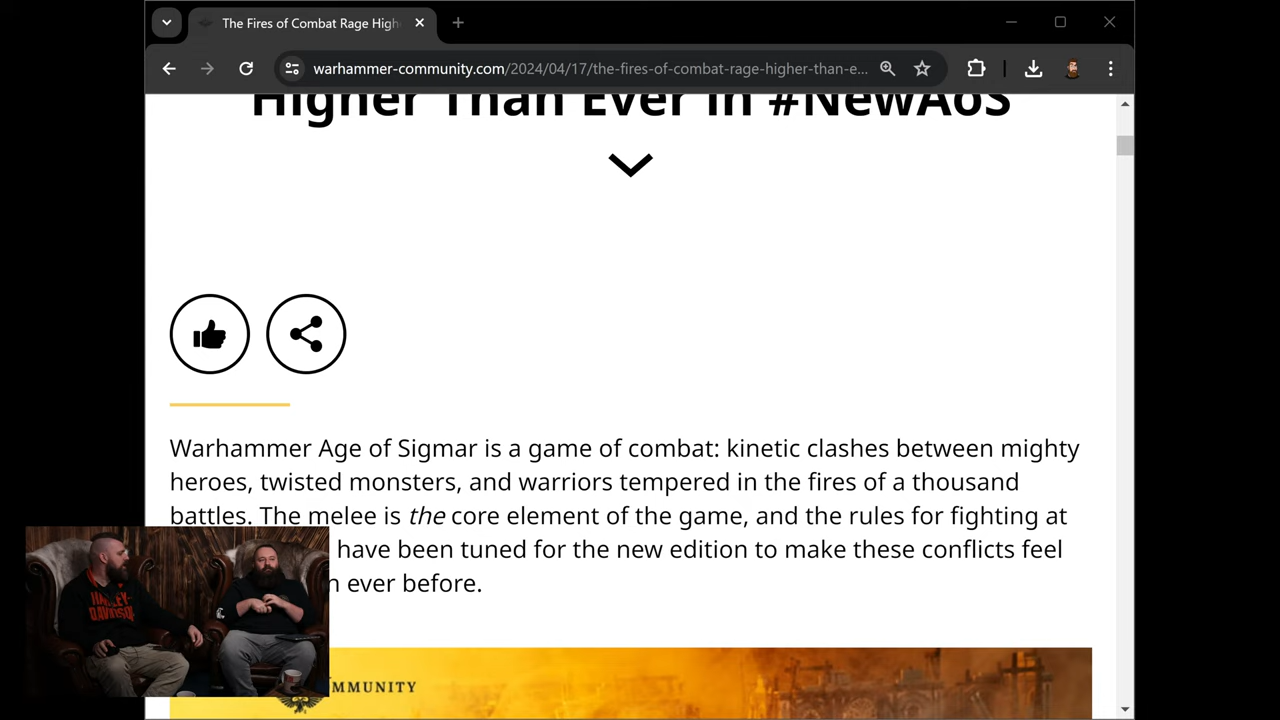 The Fires of Combat Rage High
warhammer-community.com/2024/04/17/the-fires-of-combat-rage-higher-than-e...
Higher Than Ever in #NewAoS
Warhammer Age of Sigmar is a game of combat: kinetic clashes between mighty
heroes, twisted monsters, and warriors tempered in the fires of a thousand
battles. The melee is the core element of the game, and the rules for fighting at
have been tuned for the new edition to make these conflicts feel
n ever before.
HARLEY-
DAVIDSON
MMUNITY